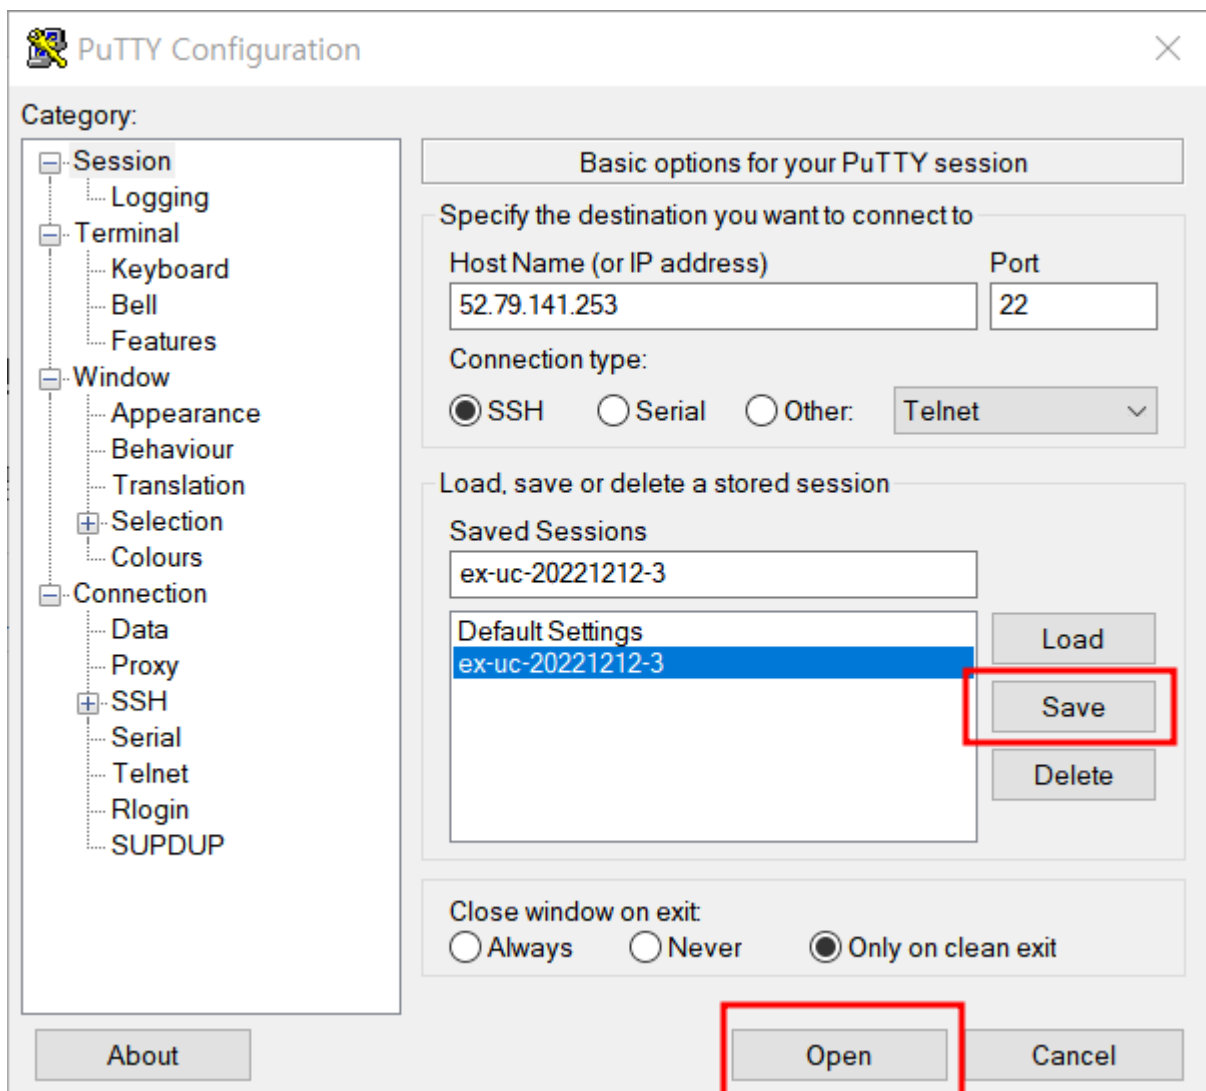 PuTTY Configuration
Category:
Session
Logging
Terminal
Keyboard
Bell
Features
Window
Appearance
Behaviour
Translation
Selection
Colours
Connection
Data
Proxy
SSH
Serial
Telnet
Rlogin
SUPDUP
Basic options for your PuTTY session
Specify the destination you want to connect to
Host Name (or IP address) Port
52.79.141.253 22
Connection type:
SSH Serial Other: Telnet
Load, save or delete a stored session
Saved Sessions
ex-uc-20221212-3
Default Settings
ex-uc-20221212-3
Load
Save
Delete
Close window on exit:
Always Never Only on clean exit
About Open Cancel